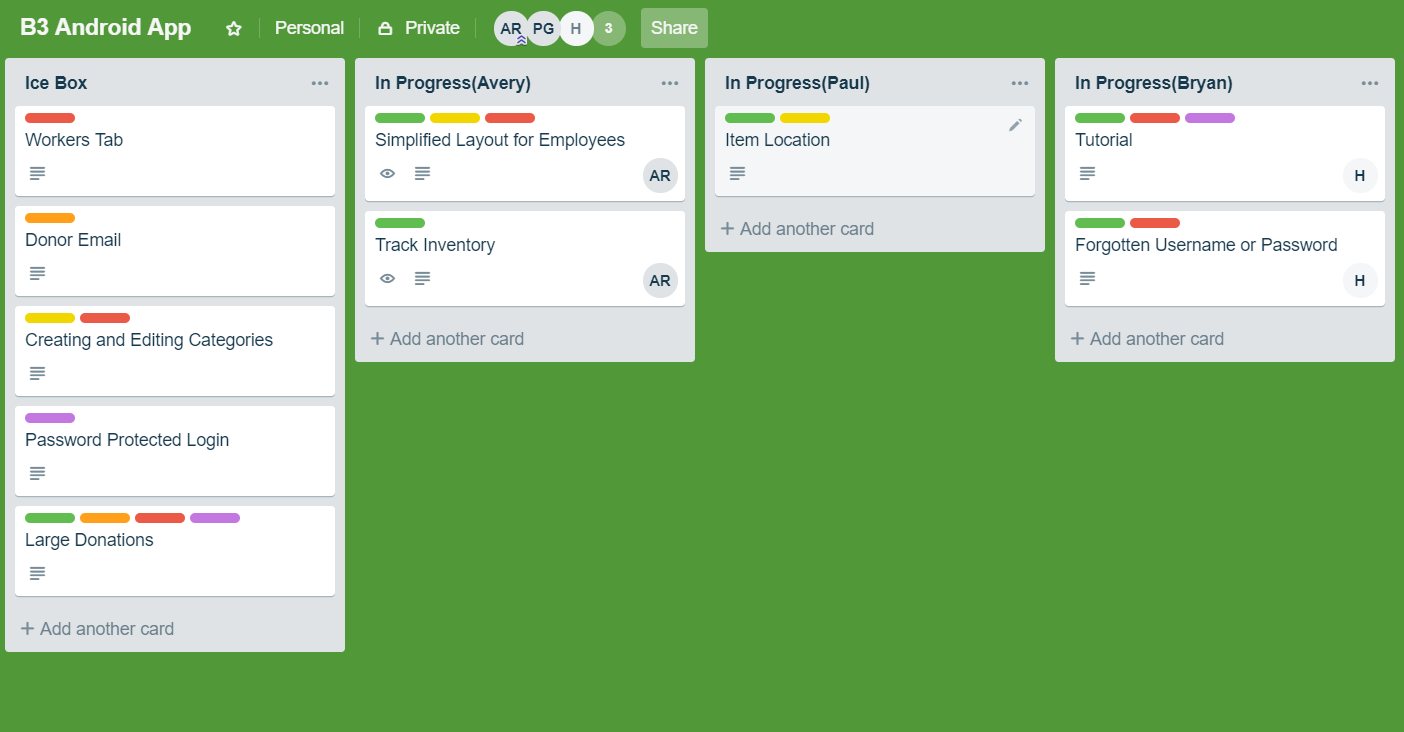 B3 Android App
Personal
Private
AR
PG
H
3
Share
Ice Box
Workers Tab
Donor Email
Creating and Editing Categories
Password Protected Login
Large Donations
+ Add another card
In Progress(Avery)
Simplified Layout for Employees
AR
Track Inventory
AR
+ Add another card
In Progress(Paul)
Item Location
+ Add another card
In Progress(Bryan)
Tutorial
H
Forgotten Username or Password
H
+ Add another card